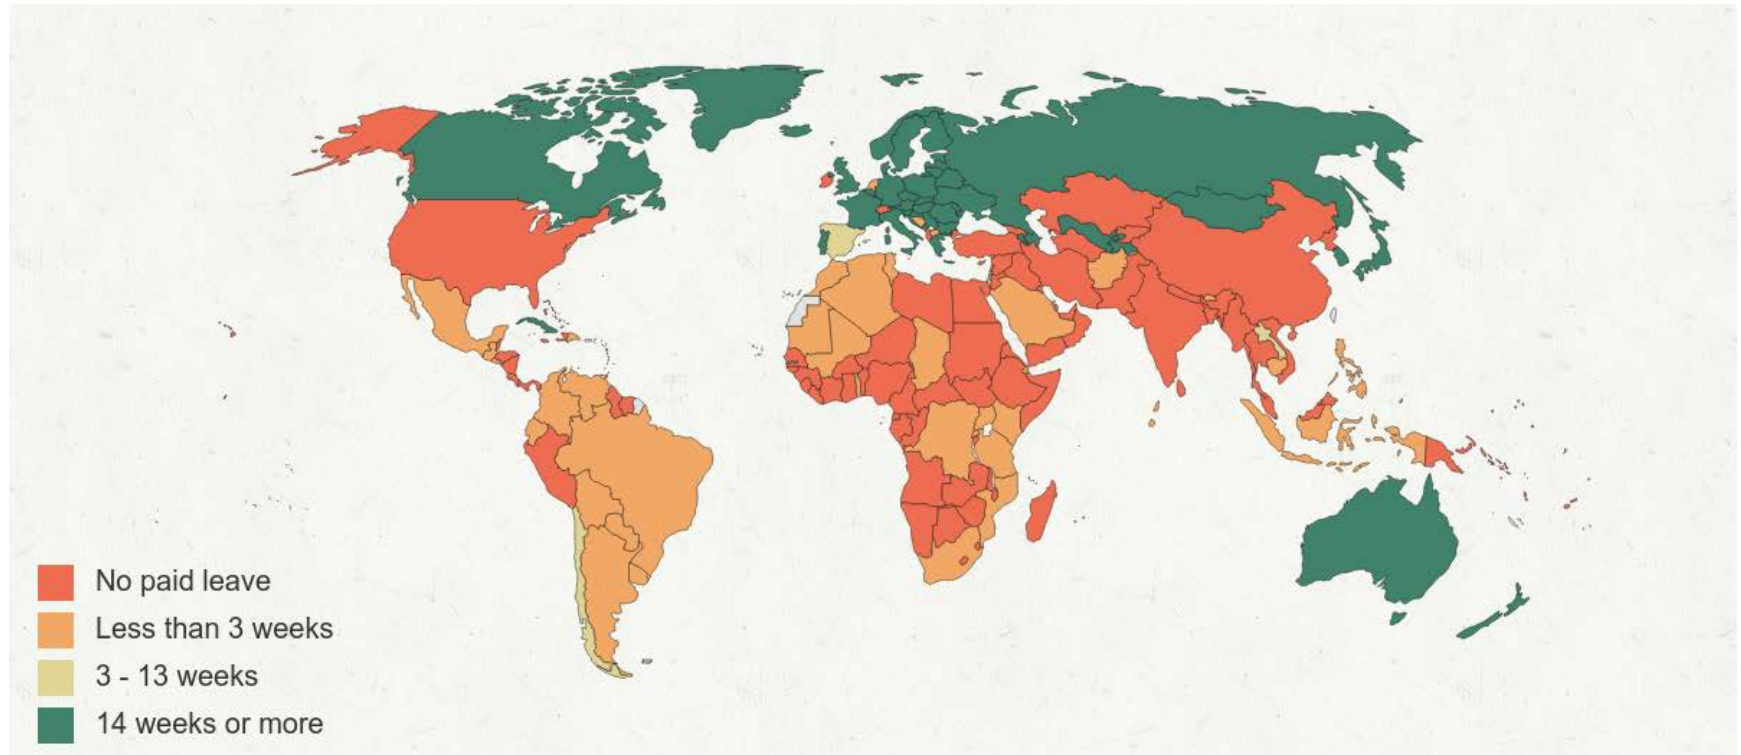 No paid leave
Less than 3 weeks
3 - 13 weeks
14 weeks or more